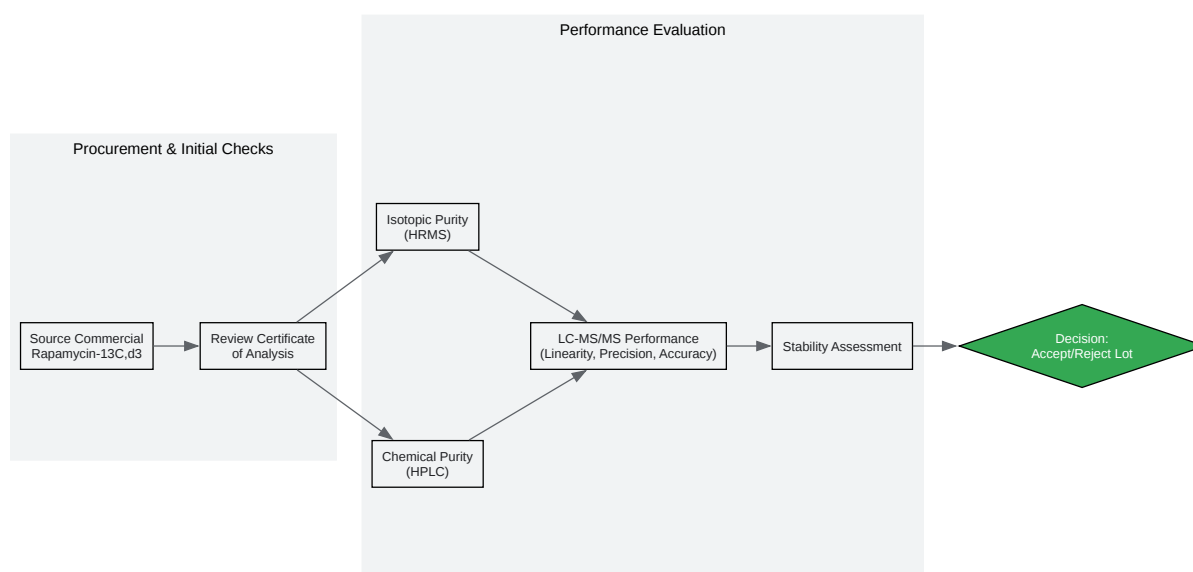 Performance Evaluation
Procurement & Initial Checks
Isotopic Purity
(HRMS)
Source Commercial
Rapamycin-13C,d3
Review Certificate
of Analysis
LC-MS/MS Performance
(Linearity, Precision, Accuracy)
Stability Assessment
Decision:
Accept/Reject Lot
Chemical Purity
(HPLC)